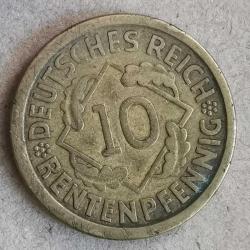 DEUTSCHES REICH
10
RENTENPFENNIG